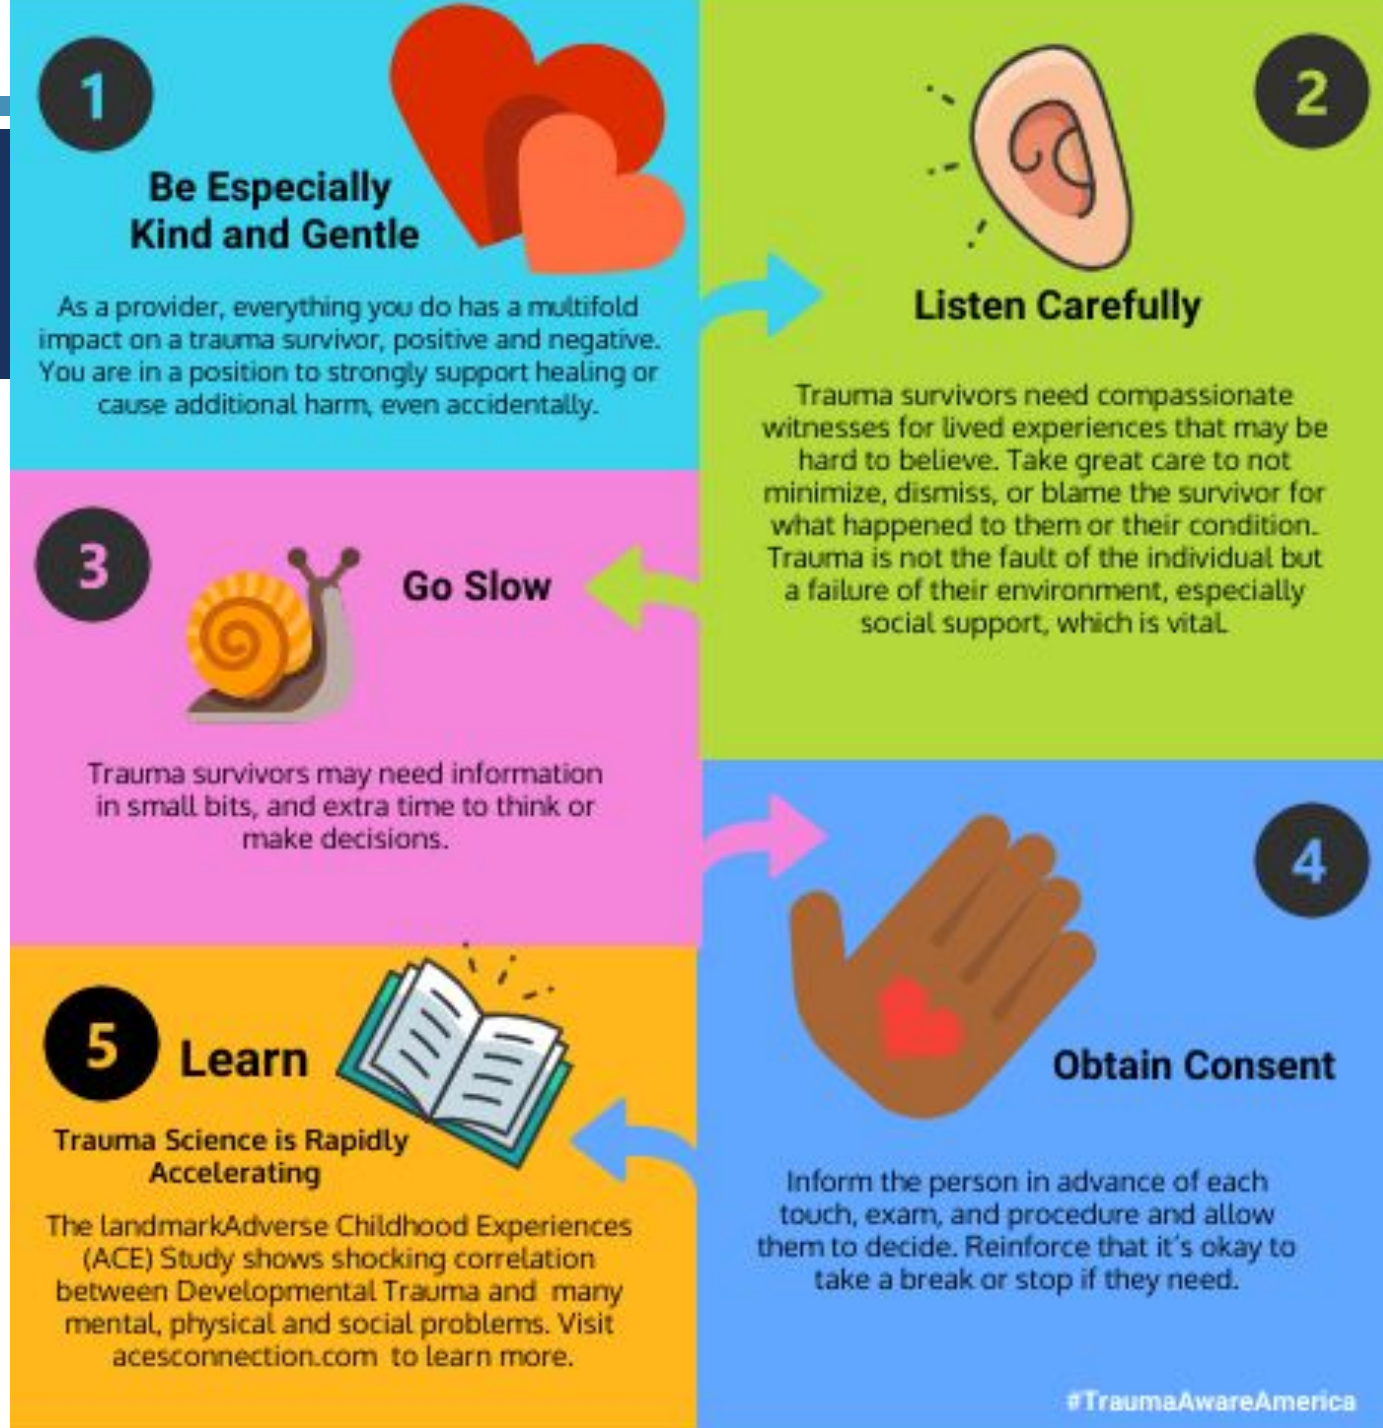 1
Be Especially
Kind and Gentle
As a provider, everything you do has a multifold
impact on a trauma survivor, positive and negative.
You are in a position to strongly support healing or
cause additional harm, even accidentally.
2
Listen Carefully
Trauma survivors need compassionate
witnesses for lived experiences that may be
hard to believe. Take great care to not
minimize, dismiss, or blame the survivor for
what happened to them or their condition.
Trauma is not the fault of the individual but
a failure of their environment, especially
social support, which is vital.
3
Go Slow
Trauma survivors may need information
in small bits, and extra time to think or
make decisions.
4
Obtain Consent
Inform the person in advance of each
touch, exam, and procedure and allow
them to decide. Reinforce that it's okay to
take a break or stop if they need.
5
Learn
Trauma Science is Rapidly
Accelerating
The landmarkAdverse Childhood Experiences
(ACE) Study shows shocking correlation
between Developmental Trauma and many
mental, physical and social problems. Visit
acesconnection.com to learn more.
#TraumaAwareAmerica